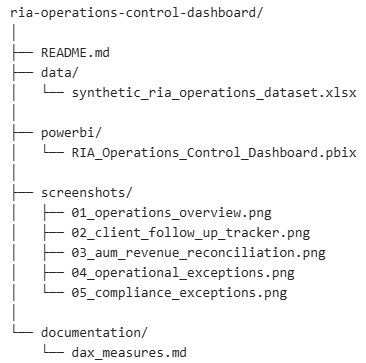 ria-operations-control-dashboard/
│
├── README.md
├── data/
│   └── synthetic_ria_operations_dataset.xlsx
│
├── powerbi/
│   └── RIA_Operations_Control_Dashboard.pbix
│
├── screenshots/
│   ├── 01_operations_overview.png
│   ├── 02_client_follow_up_tracker.png
│   ├── 03_aum_revenue_reconciliation.png
│   ├── 04_operational_exceptions.png
│   └── 05_compliance_exceptions.png
│
└── documentation/
    └── dax_measures.md